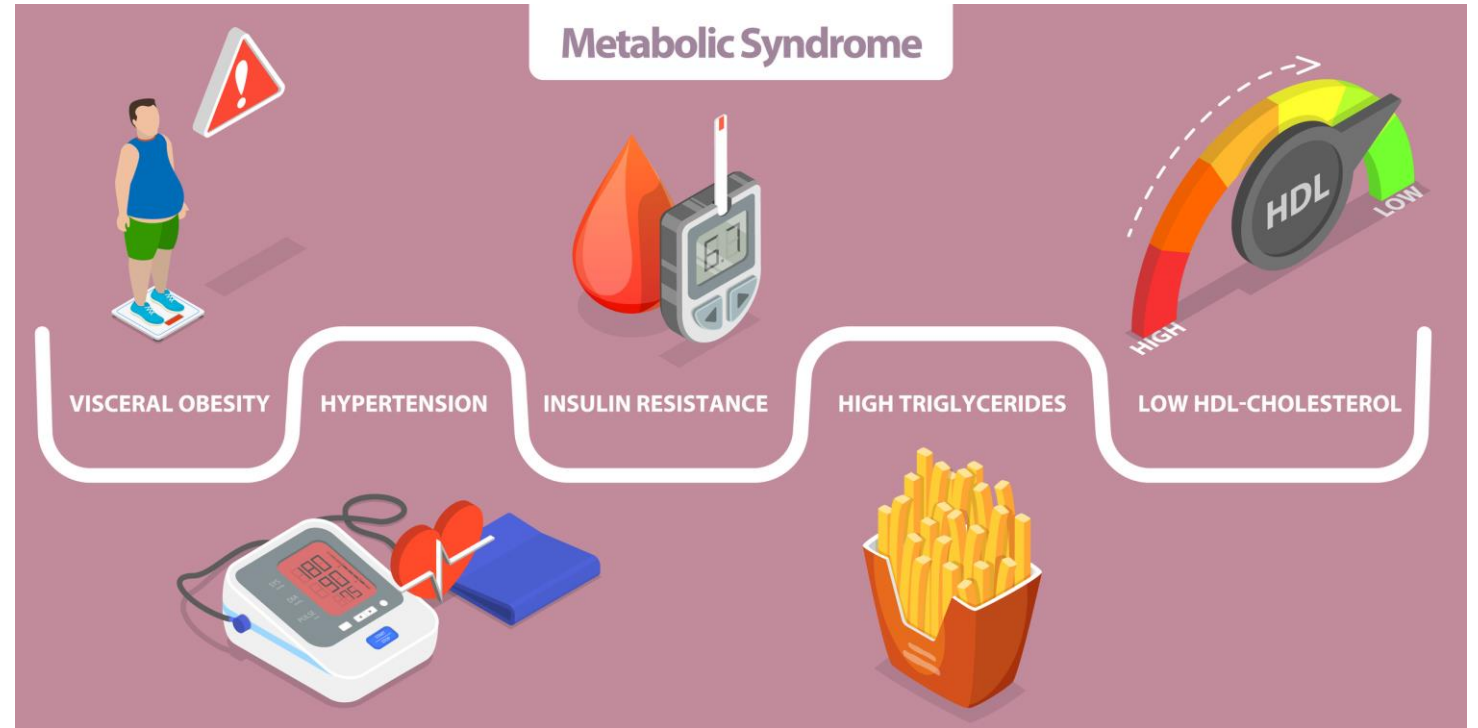 Metabolic Syndrome
HDL
HIGH
LOW
6.7
VISCERAL OBESITY
HYPERTENSION
INSULIN RESISTANCE
HIGH TRIGLYCERIDES
LOW HDL-CHOLESTEROL